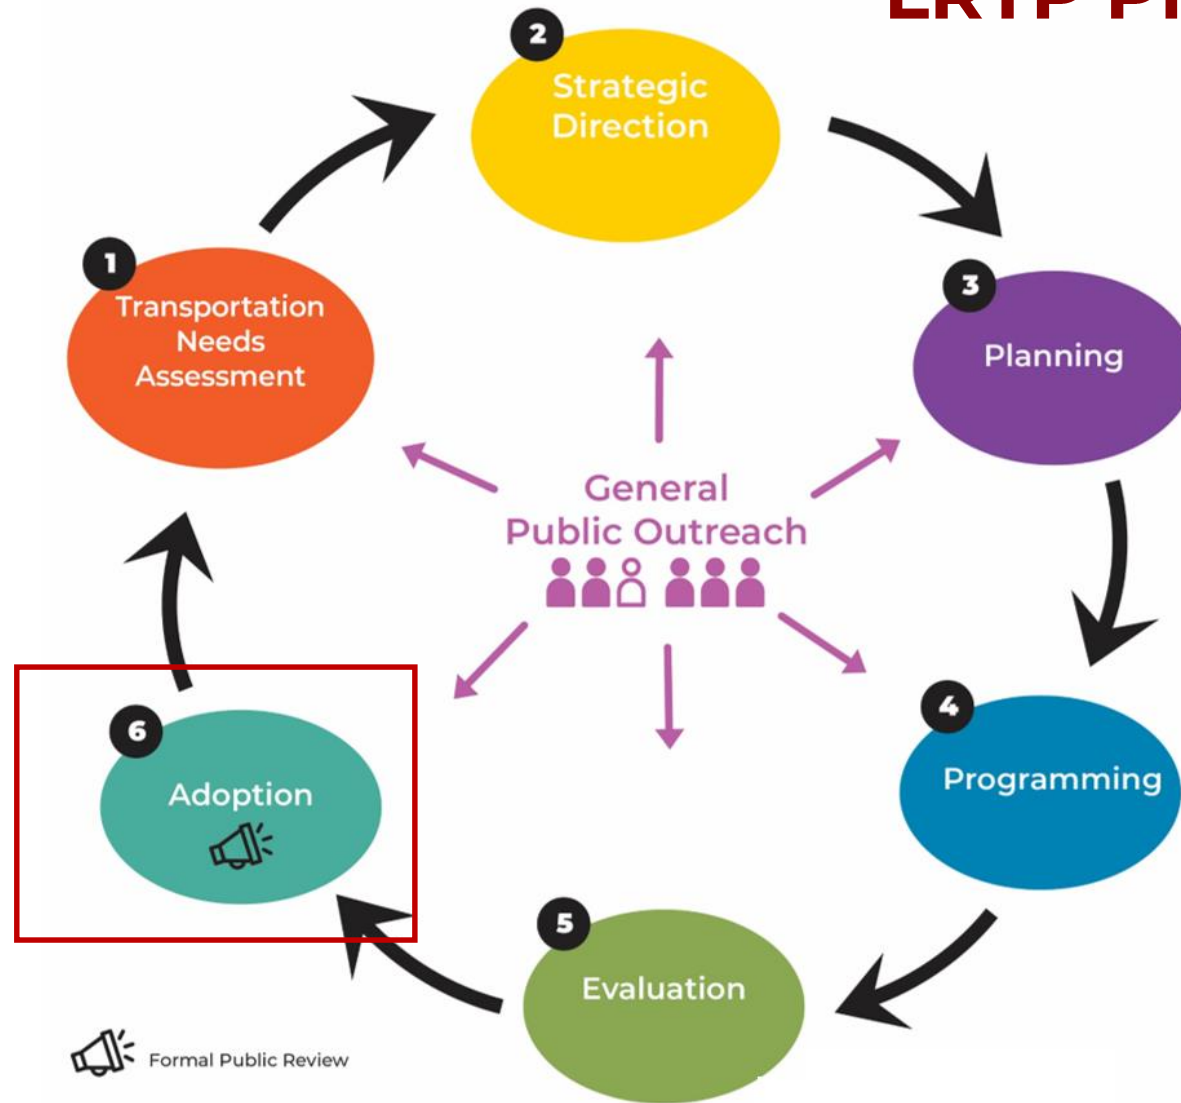 2
Strategic
Direction
1
Transportation
Needs
Assessment
3
Planning
General
Public Outreach
4
Programming
6
Adoption
5
Evaluation
Formal Public Review